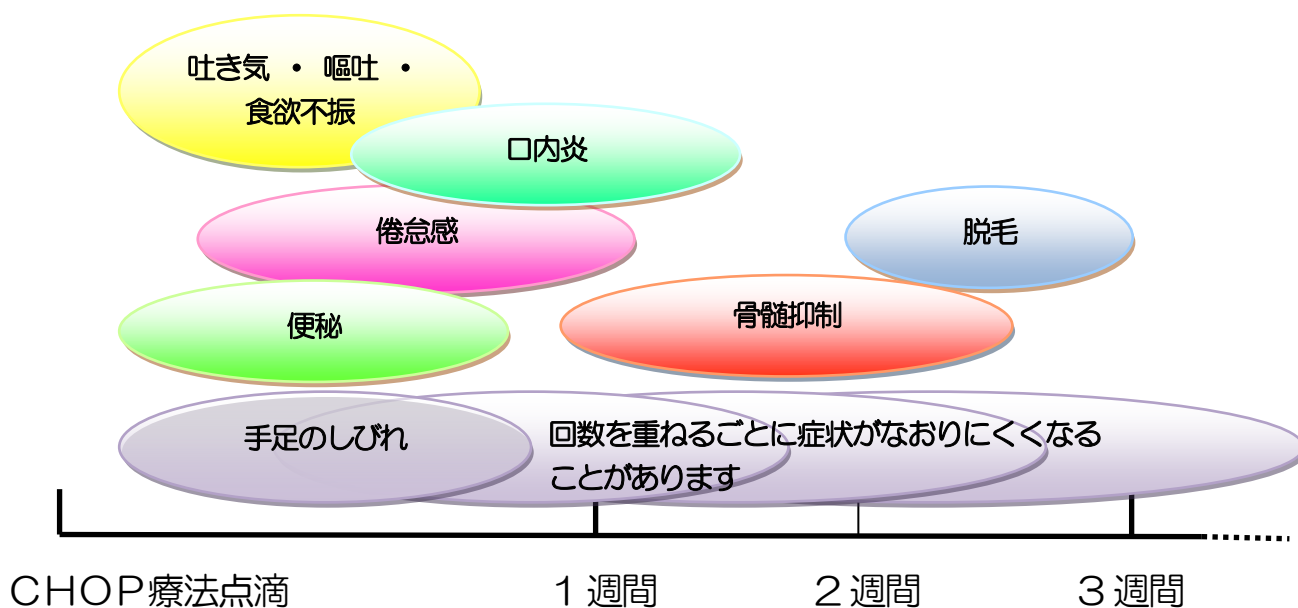 吐き気 ・ 嘔吐 ・
食欲不振
口内炎
倦怠感
脱毛
便秘
骨髄抑制
手足のしびれ
回数を重ねるごとに症状がなおりにくくなる
ことがあります
CHOP療法点滴
1週間
2週間
3週間